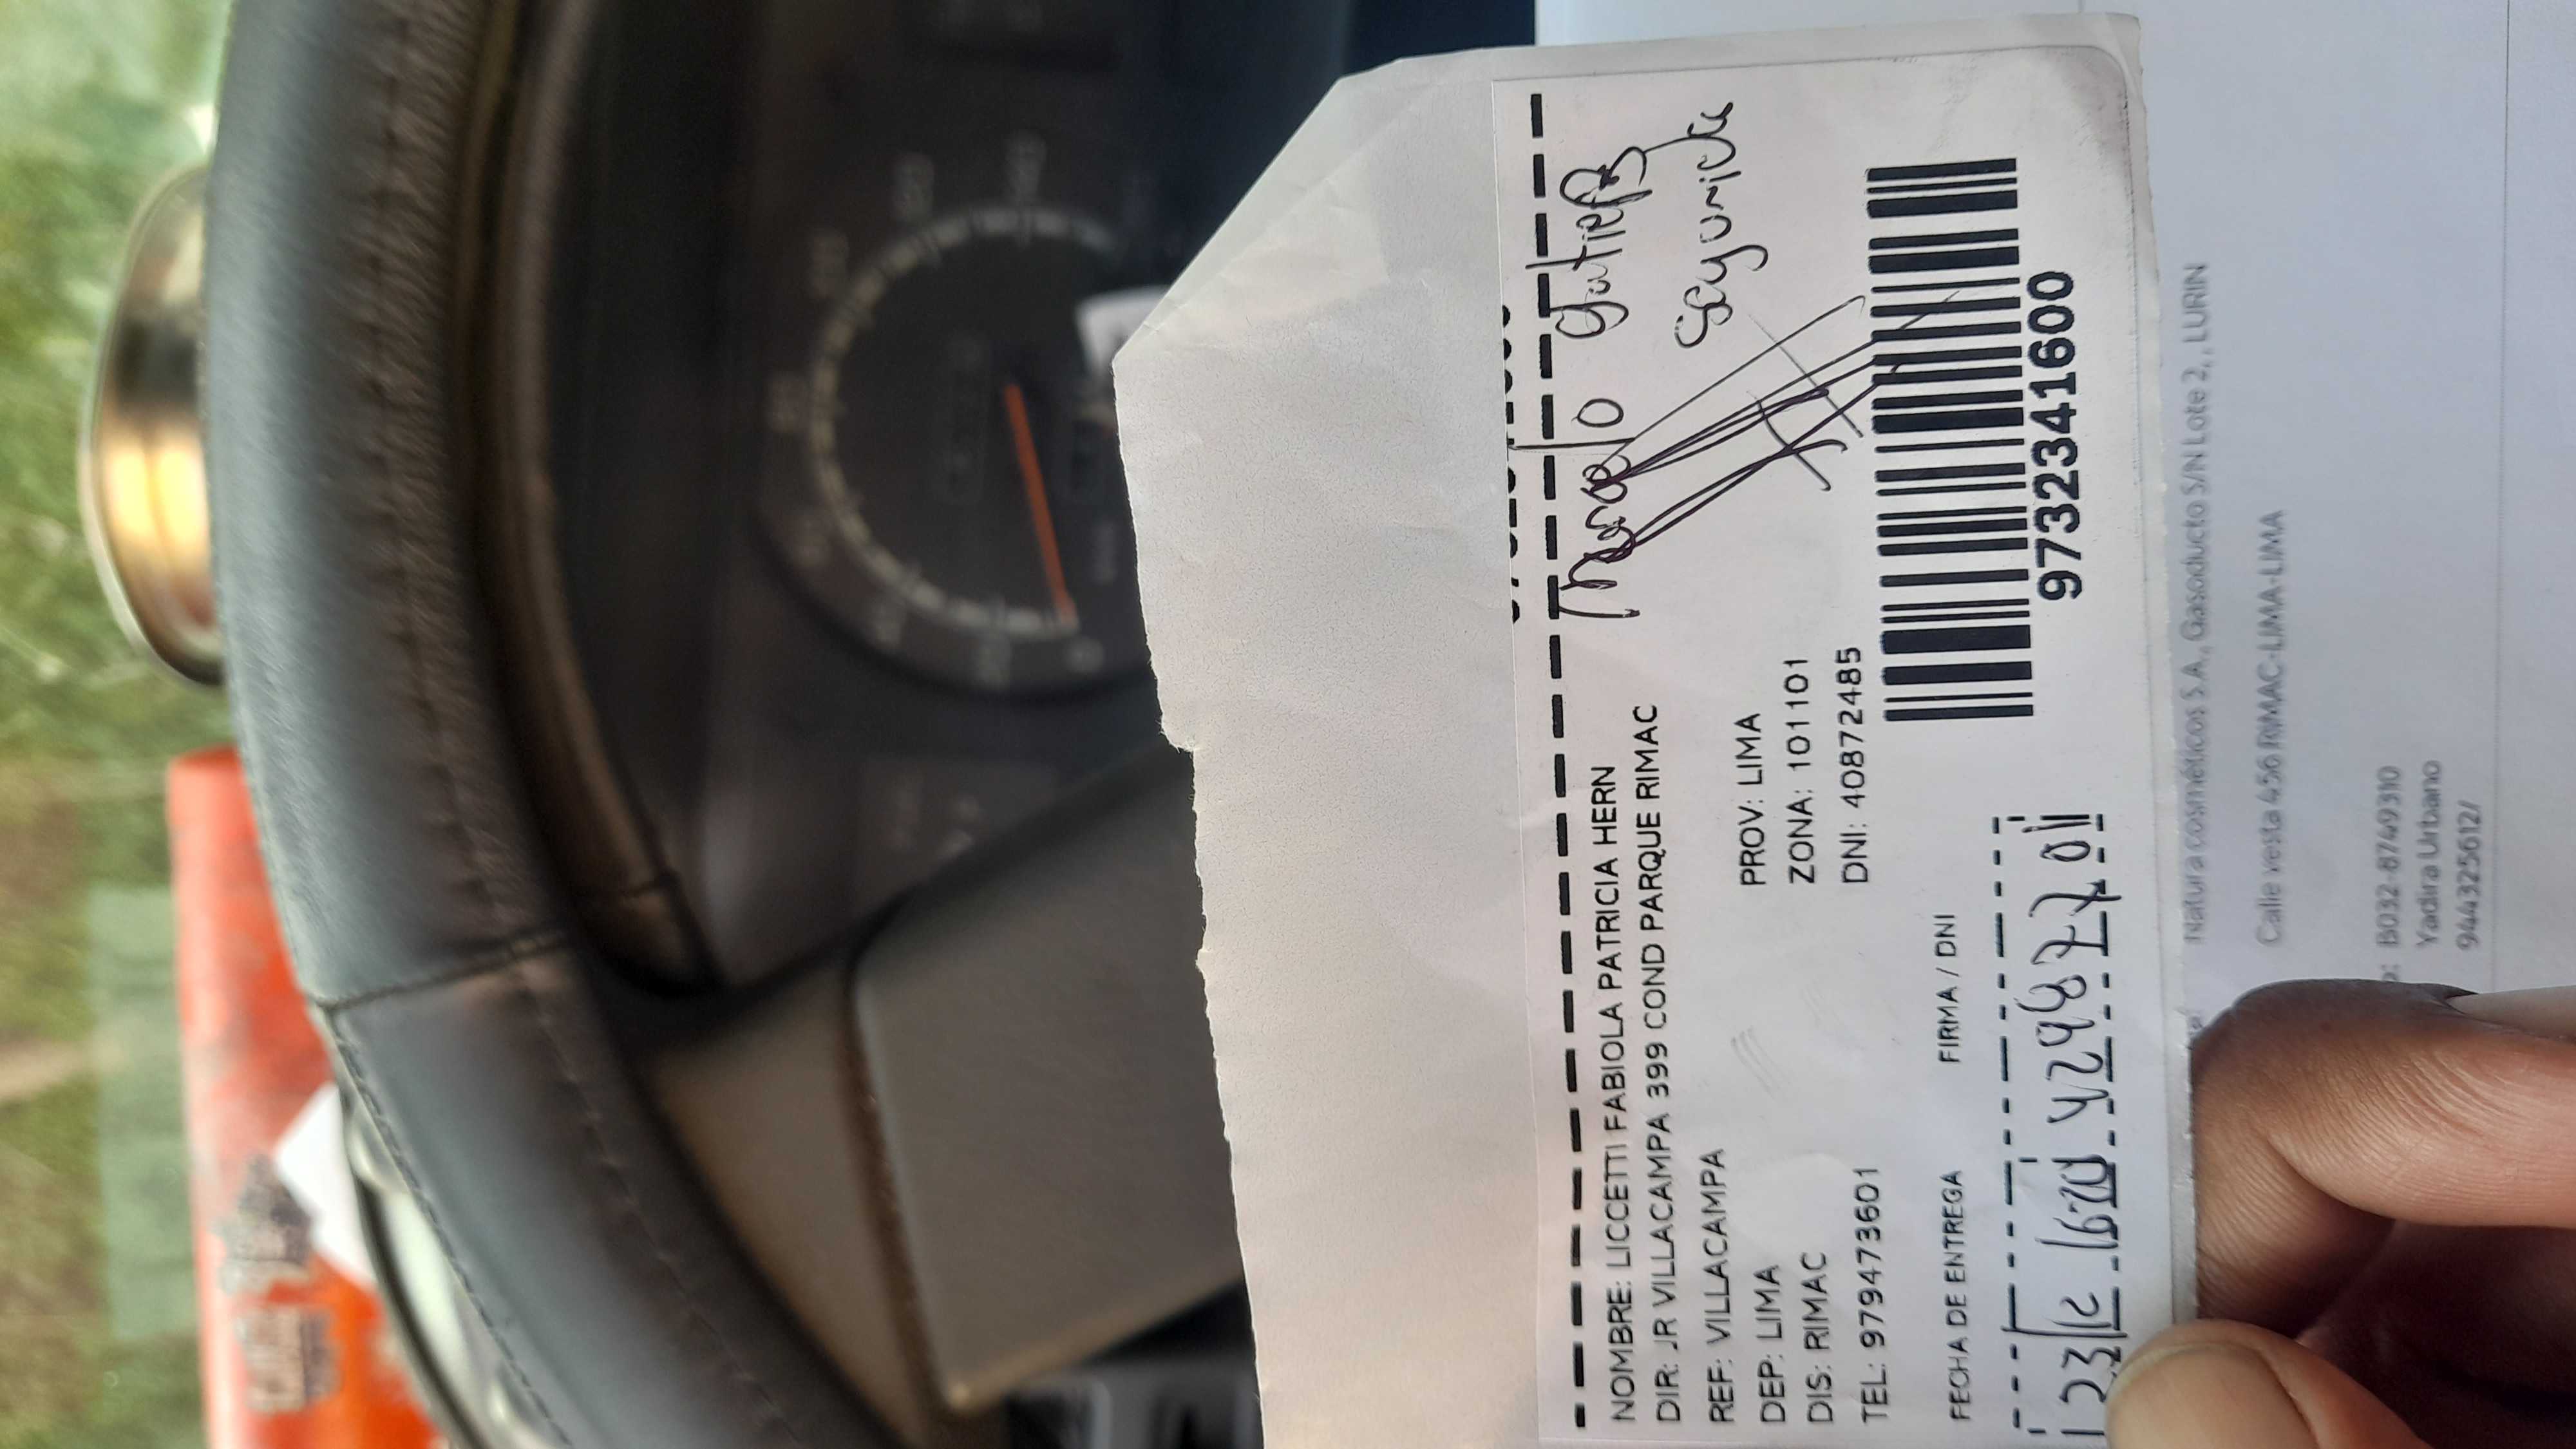 NOMBRE: LICCETTI FABIOLA PATRICIA HERN
DIR: JR VILLACAMPA 399 COND PARQUE RIMAC
REF: VILLACAMPA
DEP: LIMA PROV: LIMA
DIS: RIMAC ZONA: 101101
TEL: 979473601 DNI: 40872485
seguridad
FECHA DE ENTREGA FIRMA / DNI
9732341600
Natura cosméticos S.A., Gasoducto S/N Lote 2, , LURIN
Calle vesta 456 RIMAC-LIMA-LIMA
B032-8749310
Yadira Urbano
944325612/